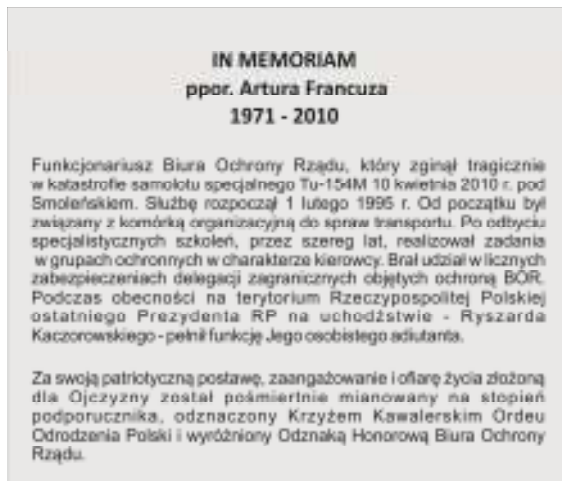 IN MEMORIAM
ppor. Artura Francuza
1971 - 2010
Funkcjonariusz Biura Ochrony Rządu, który zginął tragicznie
w katastrofie samolotu specjalnego Tu-154M 10 kwietnia 2010 r. pod
Smoleńskiem. Służbę rozpoczął 1 lutego 1995 r. Od początku był
związany z komórką organizacyjną do spraw transportu. Po odbyciu
specjalistycznych szkoleń, przez szereg lat, realizował zadania
w grupach ochronnych w charakterze kierowcy. Brał udział w licznych
zabezpieczeniach delegacji zagranicznych objętych ochroną BOR.
Podczas obecności na terytorium Rzeczypospolitej Polskiej
ostatniego Prezydenta RP na uchodźstwie - Ryszarda
Kaczorowskiego - pełnił funkcję Jego osobistego adiutanta.
Za swoją patriotyczną postawę, zaangażowanie i ofiarę życia złożoną
dla Ojczyzny został pośmiertnie mianowany na stopień
podporucznika, odznaczony Krzyżem Kawalerskim Ordeu
Odrodzenia Polski i wyróżniony Odznaką Honorową Biura Ochrony
Rządu.